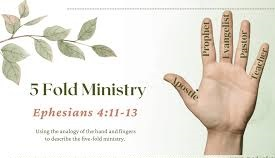 5 Fold Ministry
Ephesians 4:11-13
Using the analogy of the hand and fingers
to describe the five-fold ministry.
Apostle
Prophet
Evangelist
Pastor
Teacher